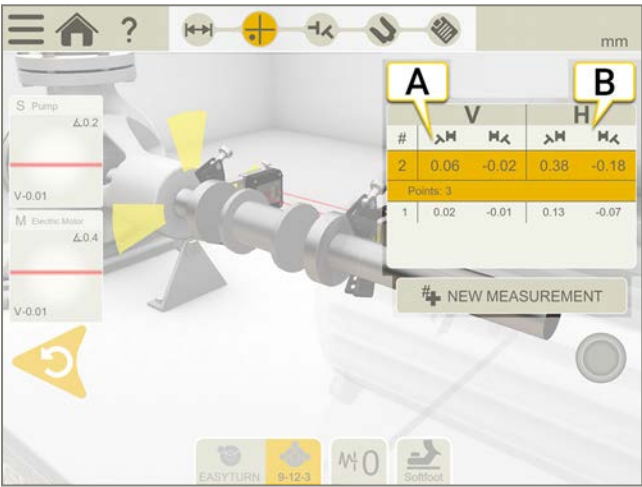 ?
mm
A
B
S Pump
∡0.2
V-0.01
M Electric Motor
∡0.4
V-0.01
V H
#
2 0.06 -0.02 0.38 -0.18
Points: 3
1 0.02 -0.01 0.13 -0.07
# NEW MEASUREMENT
EASYTURN 9-12-3 0 Softfoot